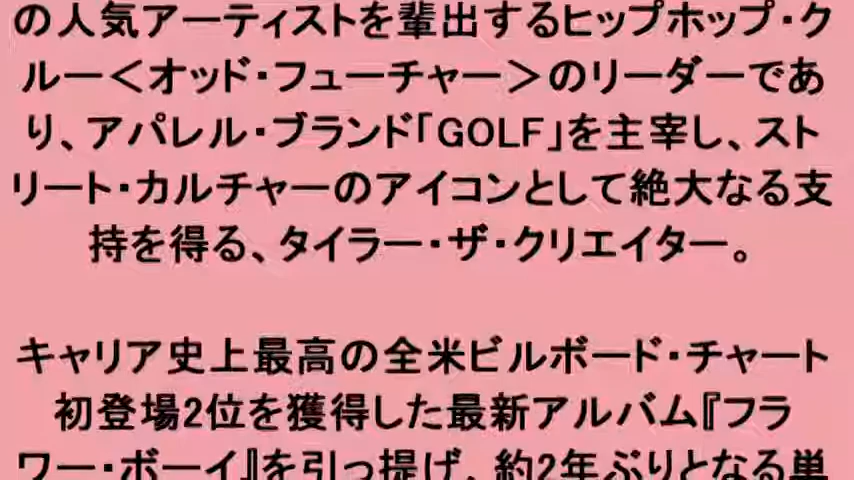 の人気アーティストを輩出するヒップホップ・ク
ルー＜オッド・フューチャー＞のリーダーであ
り、アパレル・ブランド「GOLF」を主宰し、スト
リート・カルチャーのアイコンとして絶大なる支
持を得る、タイラー・ザ・クリエイター。
キャリア史上最高の全米ビルボード・チャート
初登場2位を獲得した最新アルバム『フラ
ワー・ボーイ』を引っ提げ、約2年ぶりとなる単